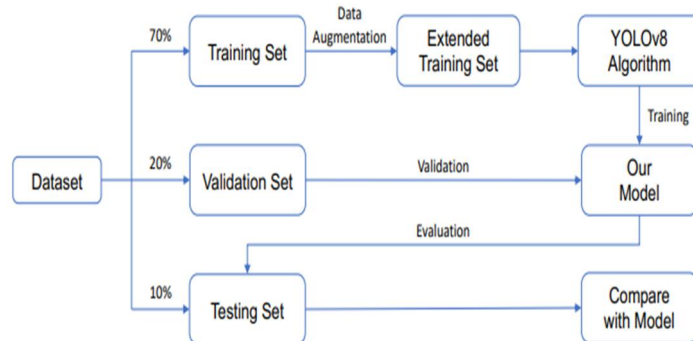 70%
Training Set
Data
Augmentation
Extended
Training Set
YOLOv8
Algorithm
Training
Dataset
20%
Validation Set
Validation
Our
Model
Evaluation
10%
Testing Set
Compare
with Model